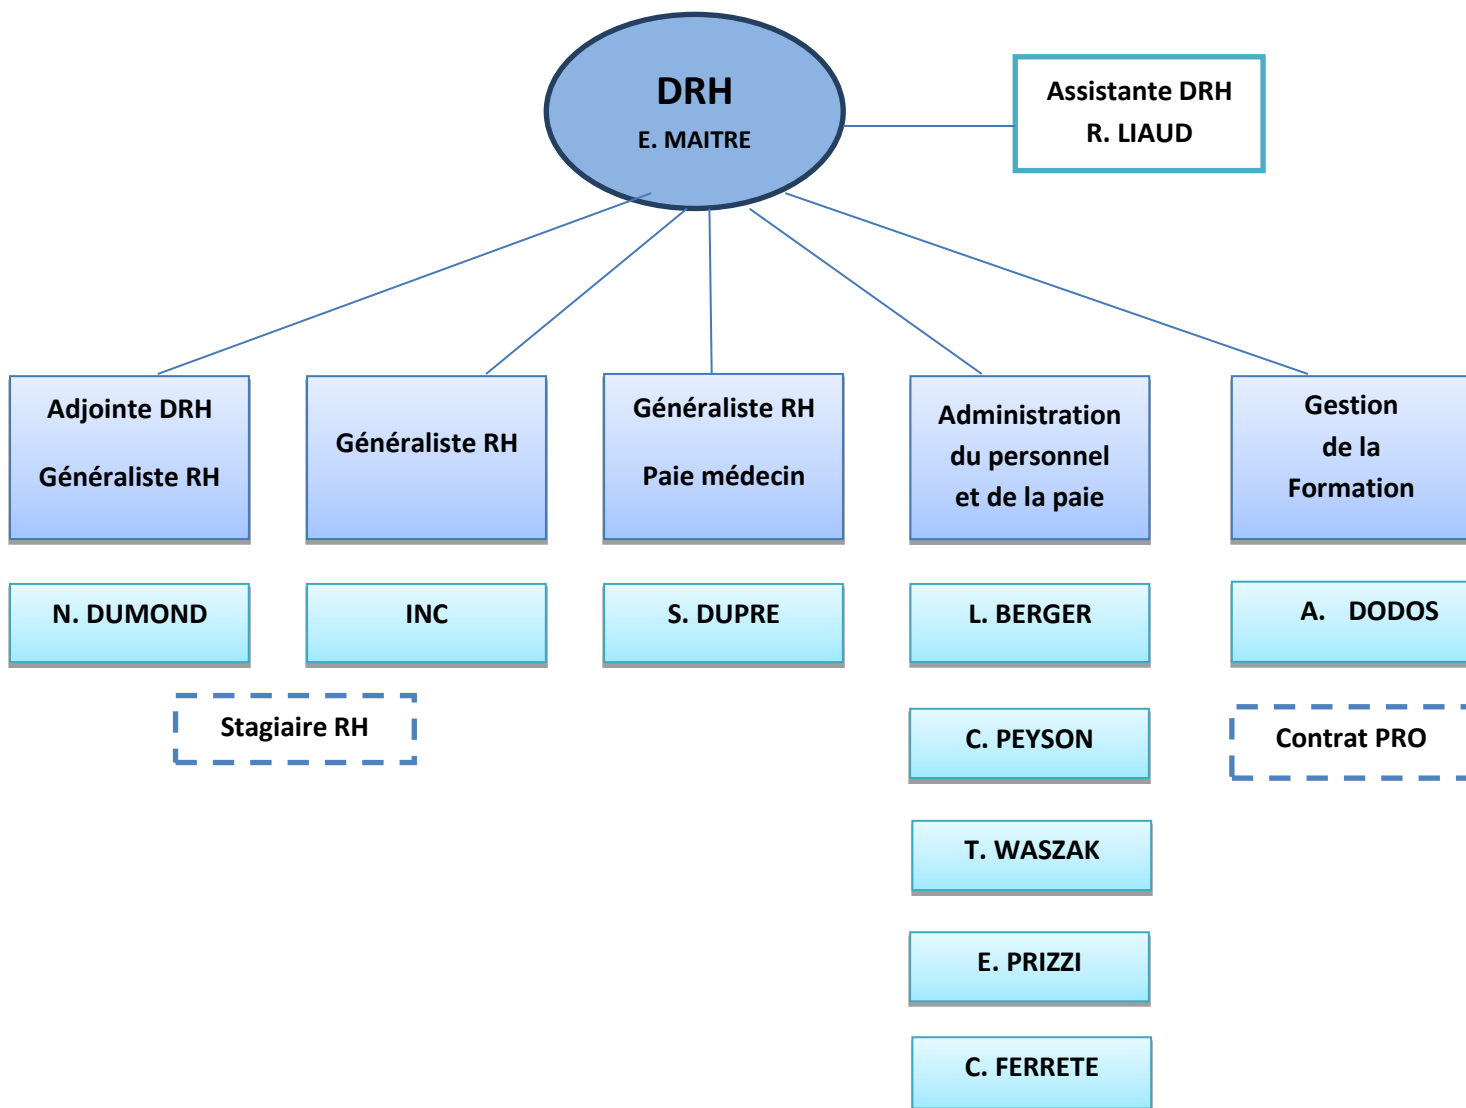 DRH
E. MAITRE
Assistante DRH
R. LIAUD
Adjointe DRH
Généraliste RH
Généraliste RH
Généraliste RH
Paie médecin
Administration
du personnel
et de la paie
Gestion
de la
Formation
N. DUMOND
INC
S. DUPRE
L. BERGER
A. DODOS
Stagiaire RH
C. PEYSON
Contrat PRO
T. WASZAK
E. PRIZZI
C. FERRETE